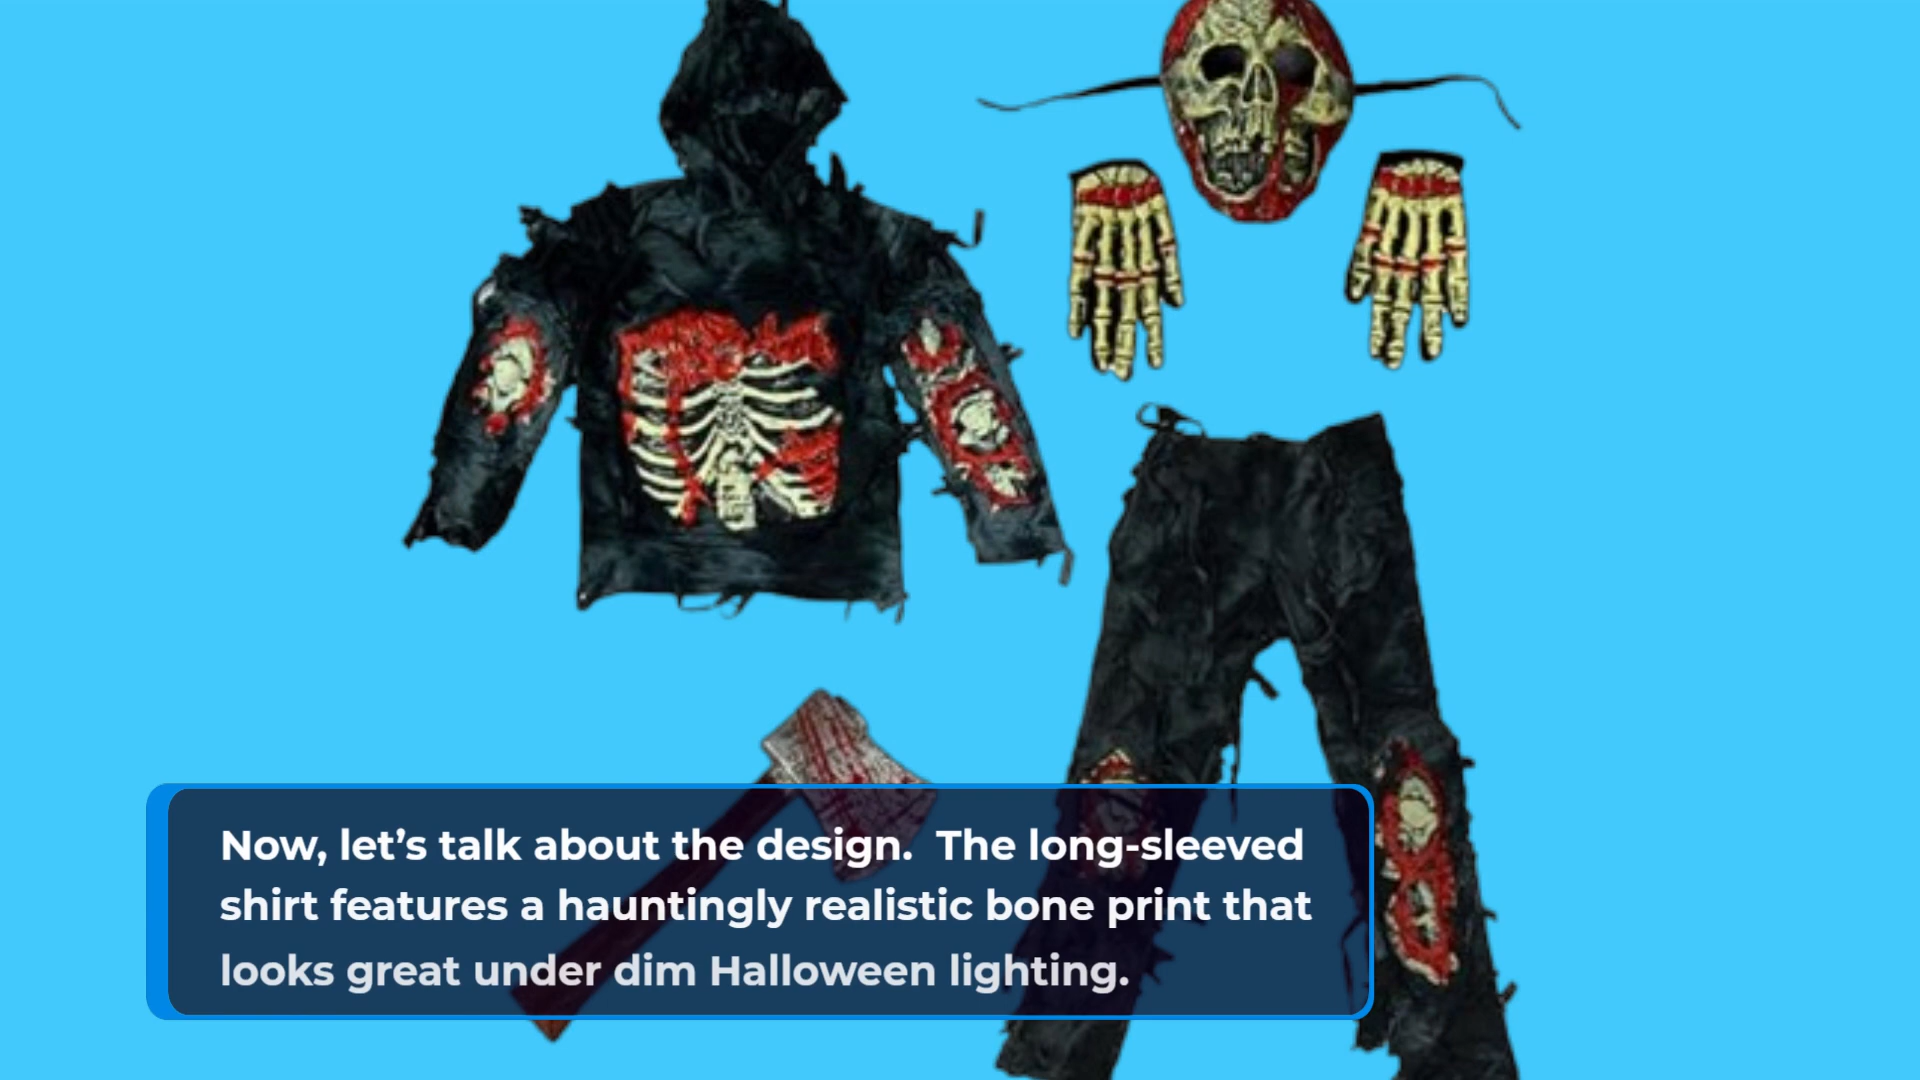 Now, let’s talk about the design.  The long-sleeved
shirt features a hauntingly realistic bone print that
looks great under dim Halloween lighting.